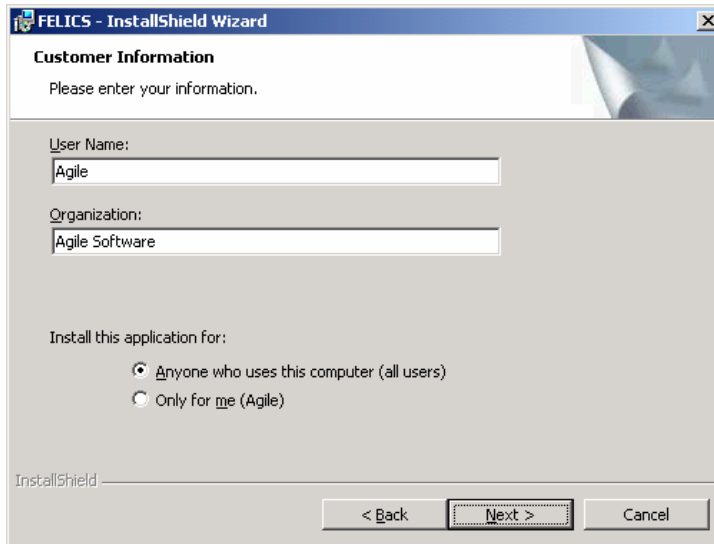 FELICS - InstallShield Wizard
Customer Information
Please enter your information.
User Name:
Agile
Organization:
Agile Software
Install this application for:
Anyone who uses this computer (all users)
Only for me (Agile)
InstallShield
< Back
Next >
Cancel